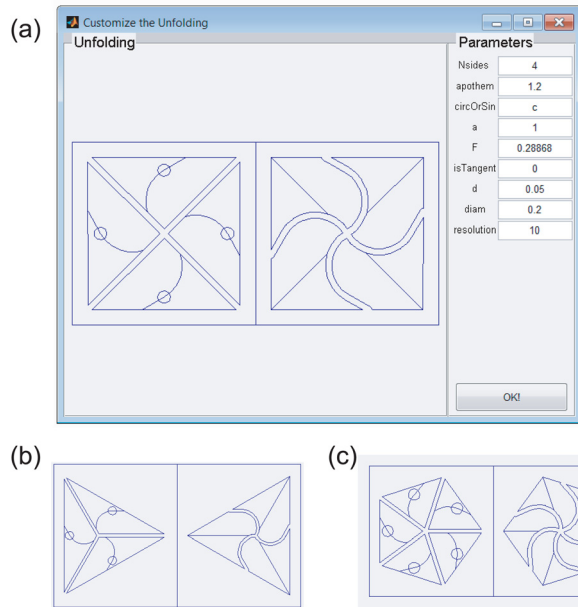 (a)
Customize the Unfolding
Unfolding
Parameters
Nsides 4
apothem 1.2
circOrSin c
a 1
F 0.28868
isTangent 0
d 0.05
diam 0.2
resolution 10
OK!
(b)
(c)